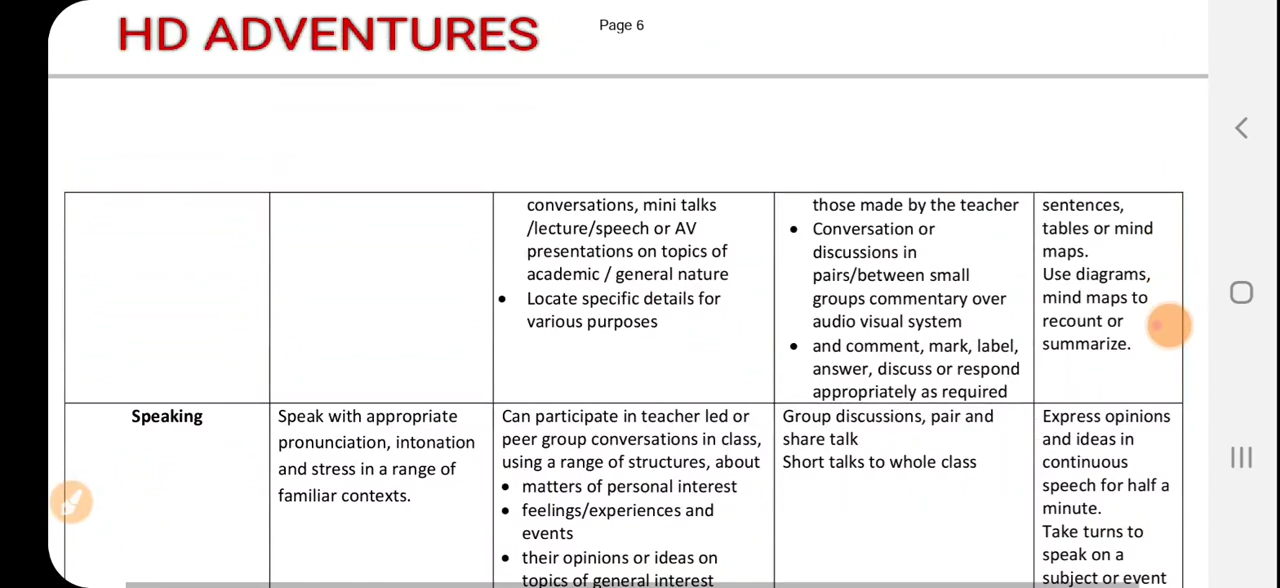 HD ADVENTURES
Page 6
conversations, mini talks
/lecture/speech or AV
presentations on topics of
academic / general nature
• Locate specific details for
various purposes
those made by the teacher
• Conversation or
discussions in
pairs/between small
groups commentary over
audio visual system
• and comment, mark, label,
answer, discuss or respond
appropriately as required
sentences,
tables or mind
maps.
Use diagrams,
mind maps to
recount or
summarize.
Speaking
Speak with appropriate
pronunciation, intonation
and stress in a range of
familiar contexts.
Can participate in teacher led or
peer group conversations in class,
using a range of structures, about
• matters of personal interest
• feelings/experiences and
events
• their opinions or ideas on
topics of general interest
Group discussions, pair and
share talk
Short talks to whole class
Express opinions
and ideas in
continuous
speech for half a
minute.
Take turns to
speak on a
subject or event